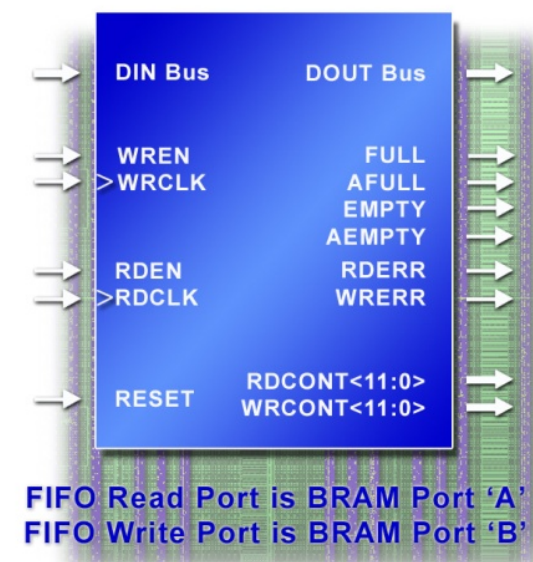 DIN Bus DOUT Bus
WREN FULL
>WRCLK AFULL
EMPTY
AEMPTY
RDEN RDERR
>RDCLK WRERR
RDCONT<11:0>
RESET WRCONT<11:0>
FIFO Read Port is BRAM Port ‘A’
FIFO Write Port is BRAM Port ‘B’